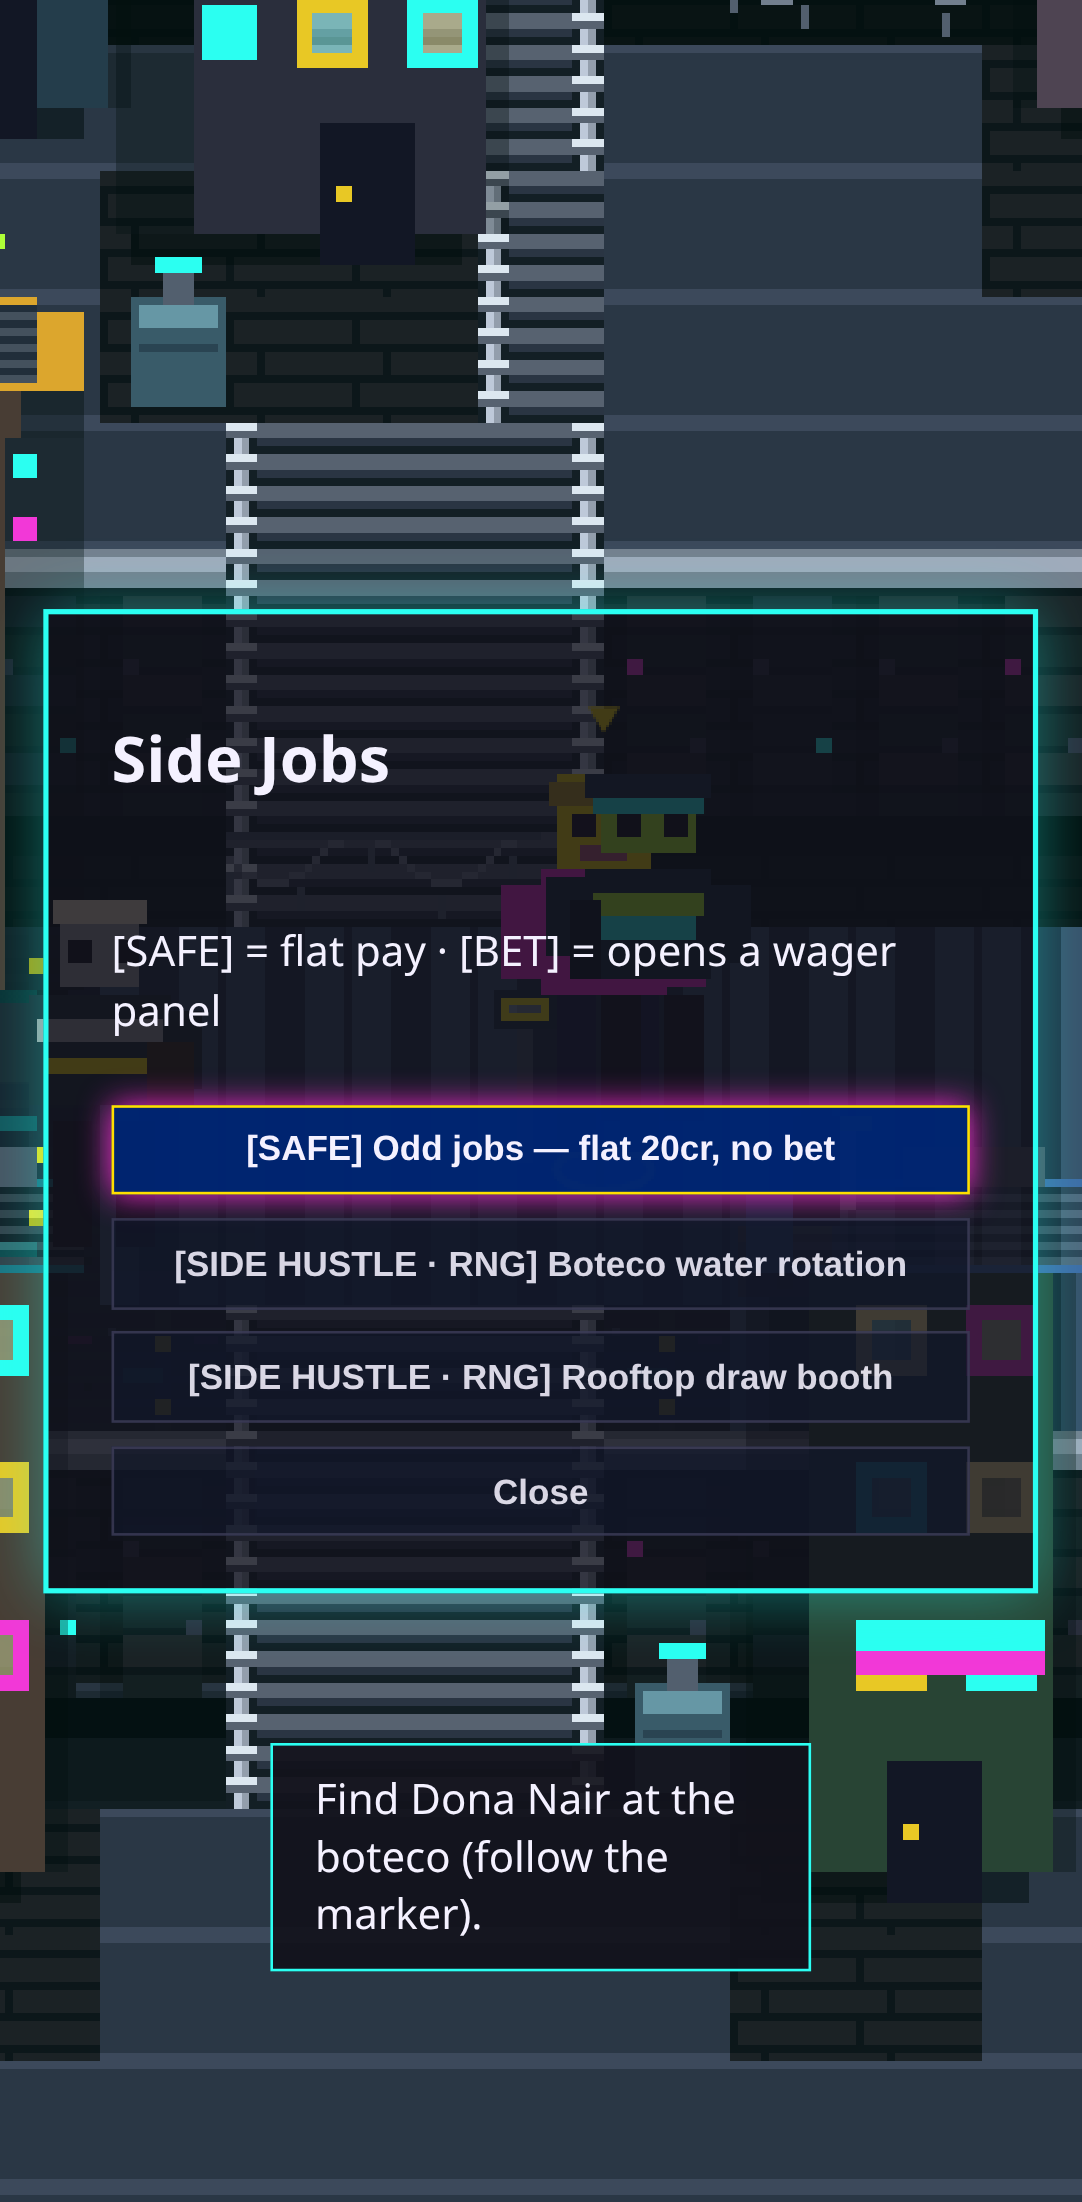 Side Jobs
[SAFE] = flat pay · [BET] = opens a wager
panel
[SAFE] Odd jobs — flat 20cr, no bet
[SIDE HUSTLE · RNG] Boteco water rotation
[SIDE HUSTLE · RNG] Rooftop draw booth
Close
Find Dona Nair at the
boteco (follow the
marker).